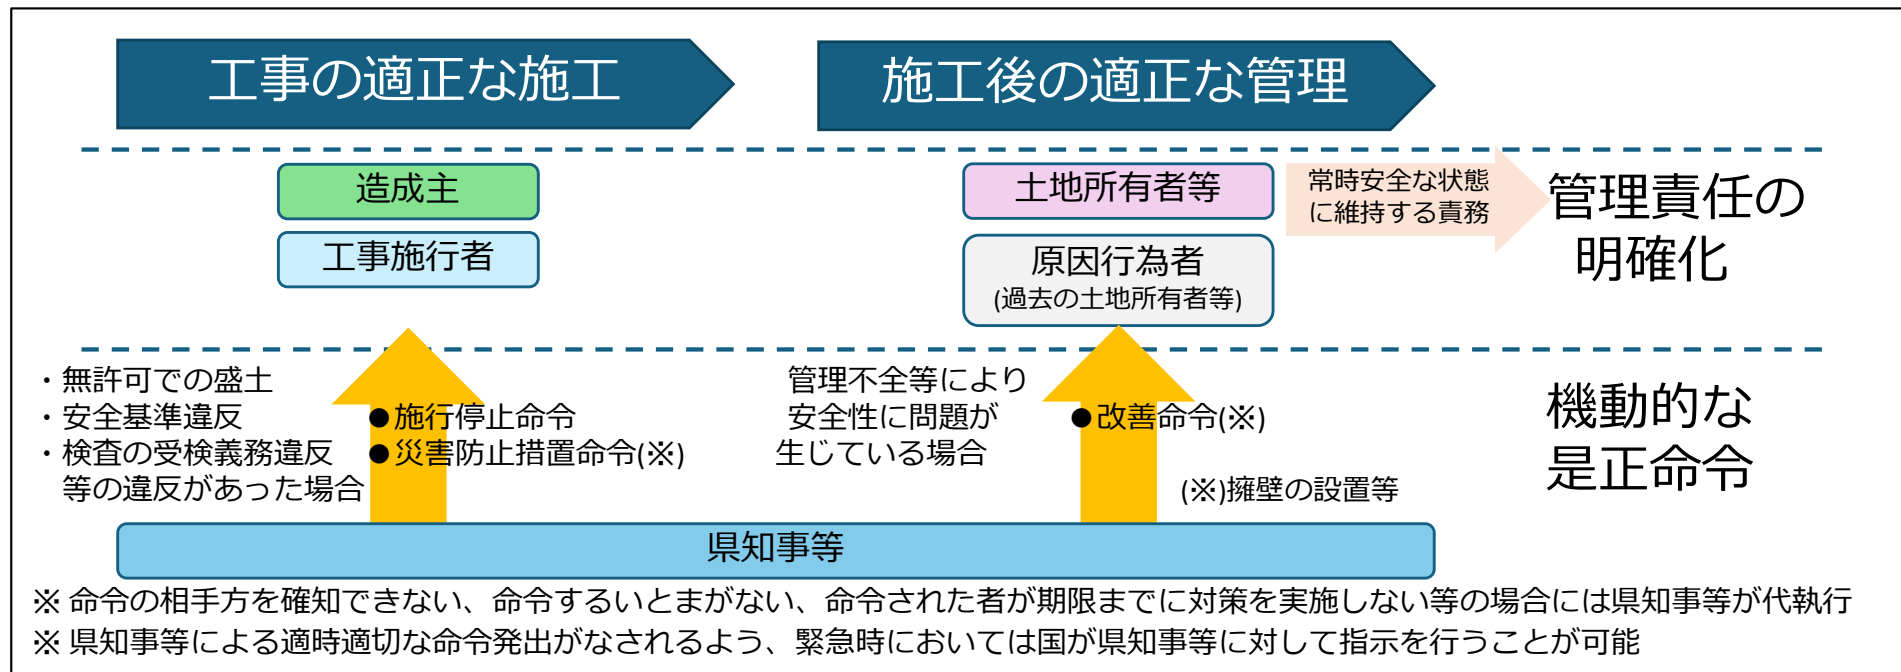 工事の適正な施工
施工後の適正な管理
造成主
工事施行者
土地所有者等
原因行為者
(過去の土地所有者等)
常時安全な状態
に維持する責務
管理責任の
明確化
・無許可での盛土
・安全基準違反
・検査の受検義務違反
等の違反があった場合
●施行停止命令
●災害防止措置命令(※)
管理不全等により
安全性に問題が
生じている場合
●改善命令(※)
(※)擁壁の設置等
機動的な
是正命令
県知事等
※ 命令の相手方を確知できない、命令するいとまがない、命令された者が期限までに対策を実施しない等の場合には県知事等が代執行
※ 県知事等による適時適切な命令発出がなされるよう、緊急時においては国が県知事等に対して指示を行うことが可能